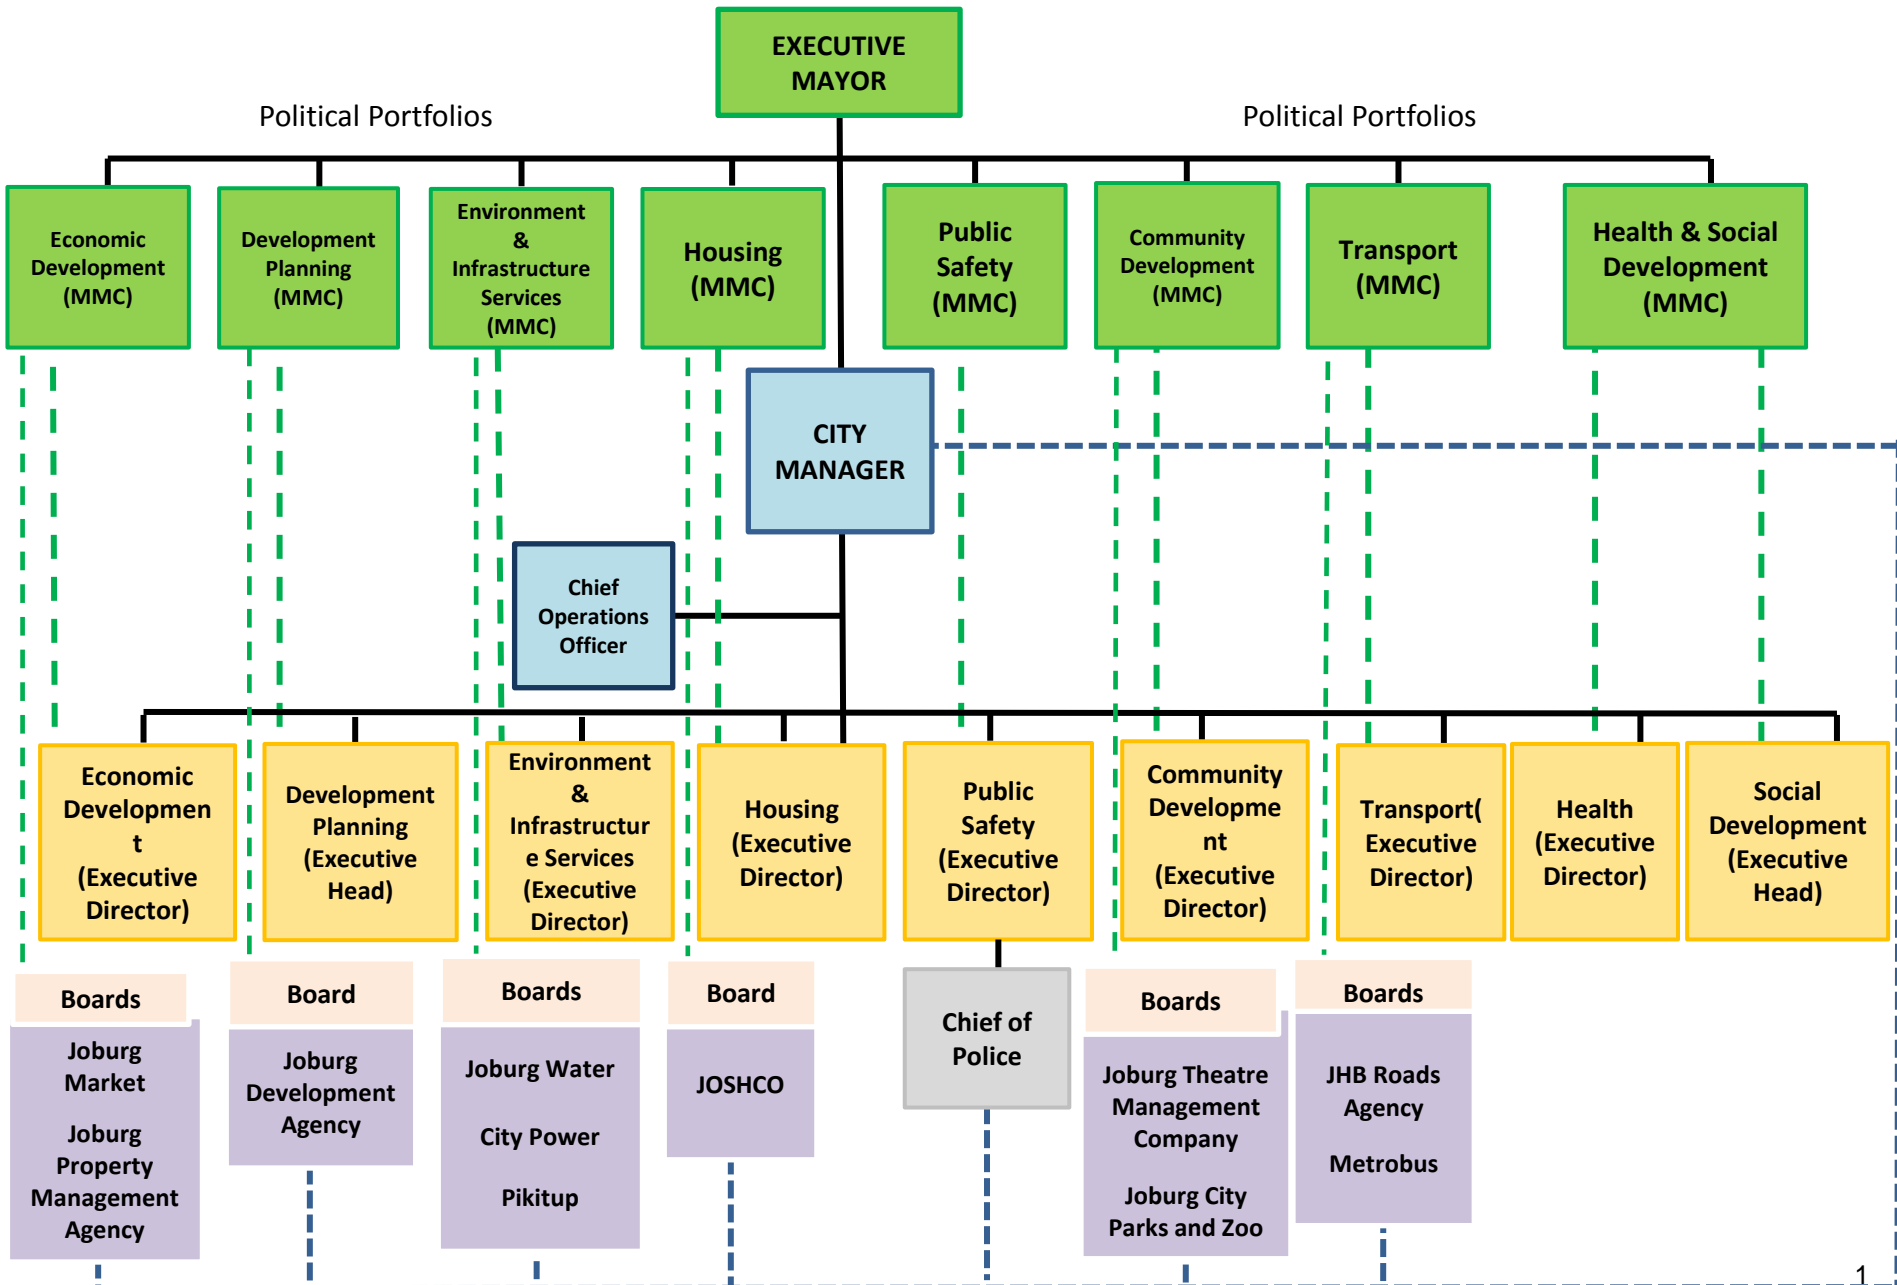 EXECUTIVE
MAYOR
Political Portfolios
Political Portfolios
Economic
Development
(MMC)
Development
Planning
(MMC)
Environment
&
Infrastructure
Services
(MMC)
Housing
(MMC)
Public
Safety
(MMC)
Community
Development
(MMC)
Transport
(MMC)
Health & Social
Development
(MMC)
CITY
MANAGER
Chief
Operations
Officer
Economic
Developmen
t
(Executive
Director)
Development
Planning
(Executive
Head)
Environment
&
Infrastructur
e Services
(Executive
Director)
Housing
(Executive
Director)
Public
Safety
(Executive
Director)
Community
Developme
nt
(Executive
Director)
Transport(
Executive
Director)
Health
(Executive
Director)
Social
Development
(Executive
Head)
Boards
Joburg
Market
Joburg
Property
Management
Agency
Board
Joburg
Development
Agency
Boards
Joburg Water
City Power
Pikitup
Board
JOSHCO
Chief of
Police
Boards
Joburg Theatre
Management
Company
Joburg City
Parks and Zoo
Boards
JHB Roads
Agency
Metrobus
1